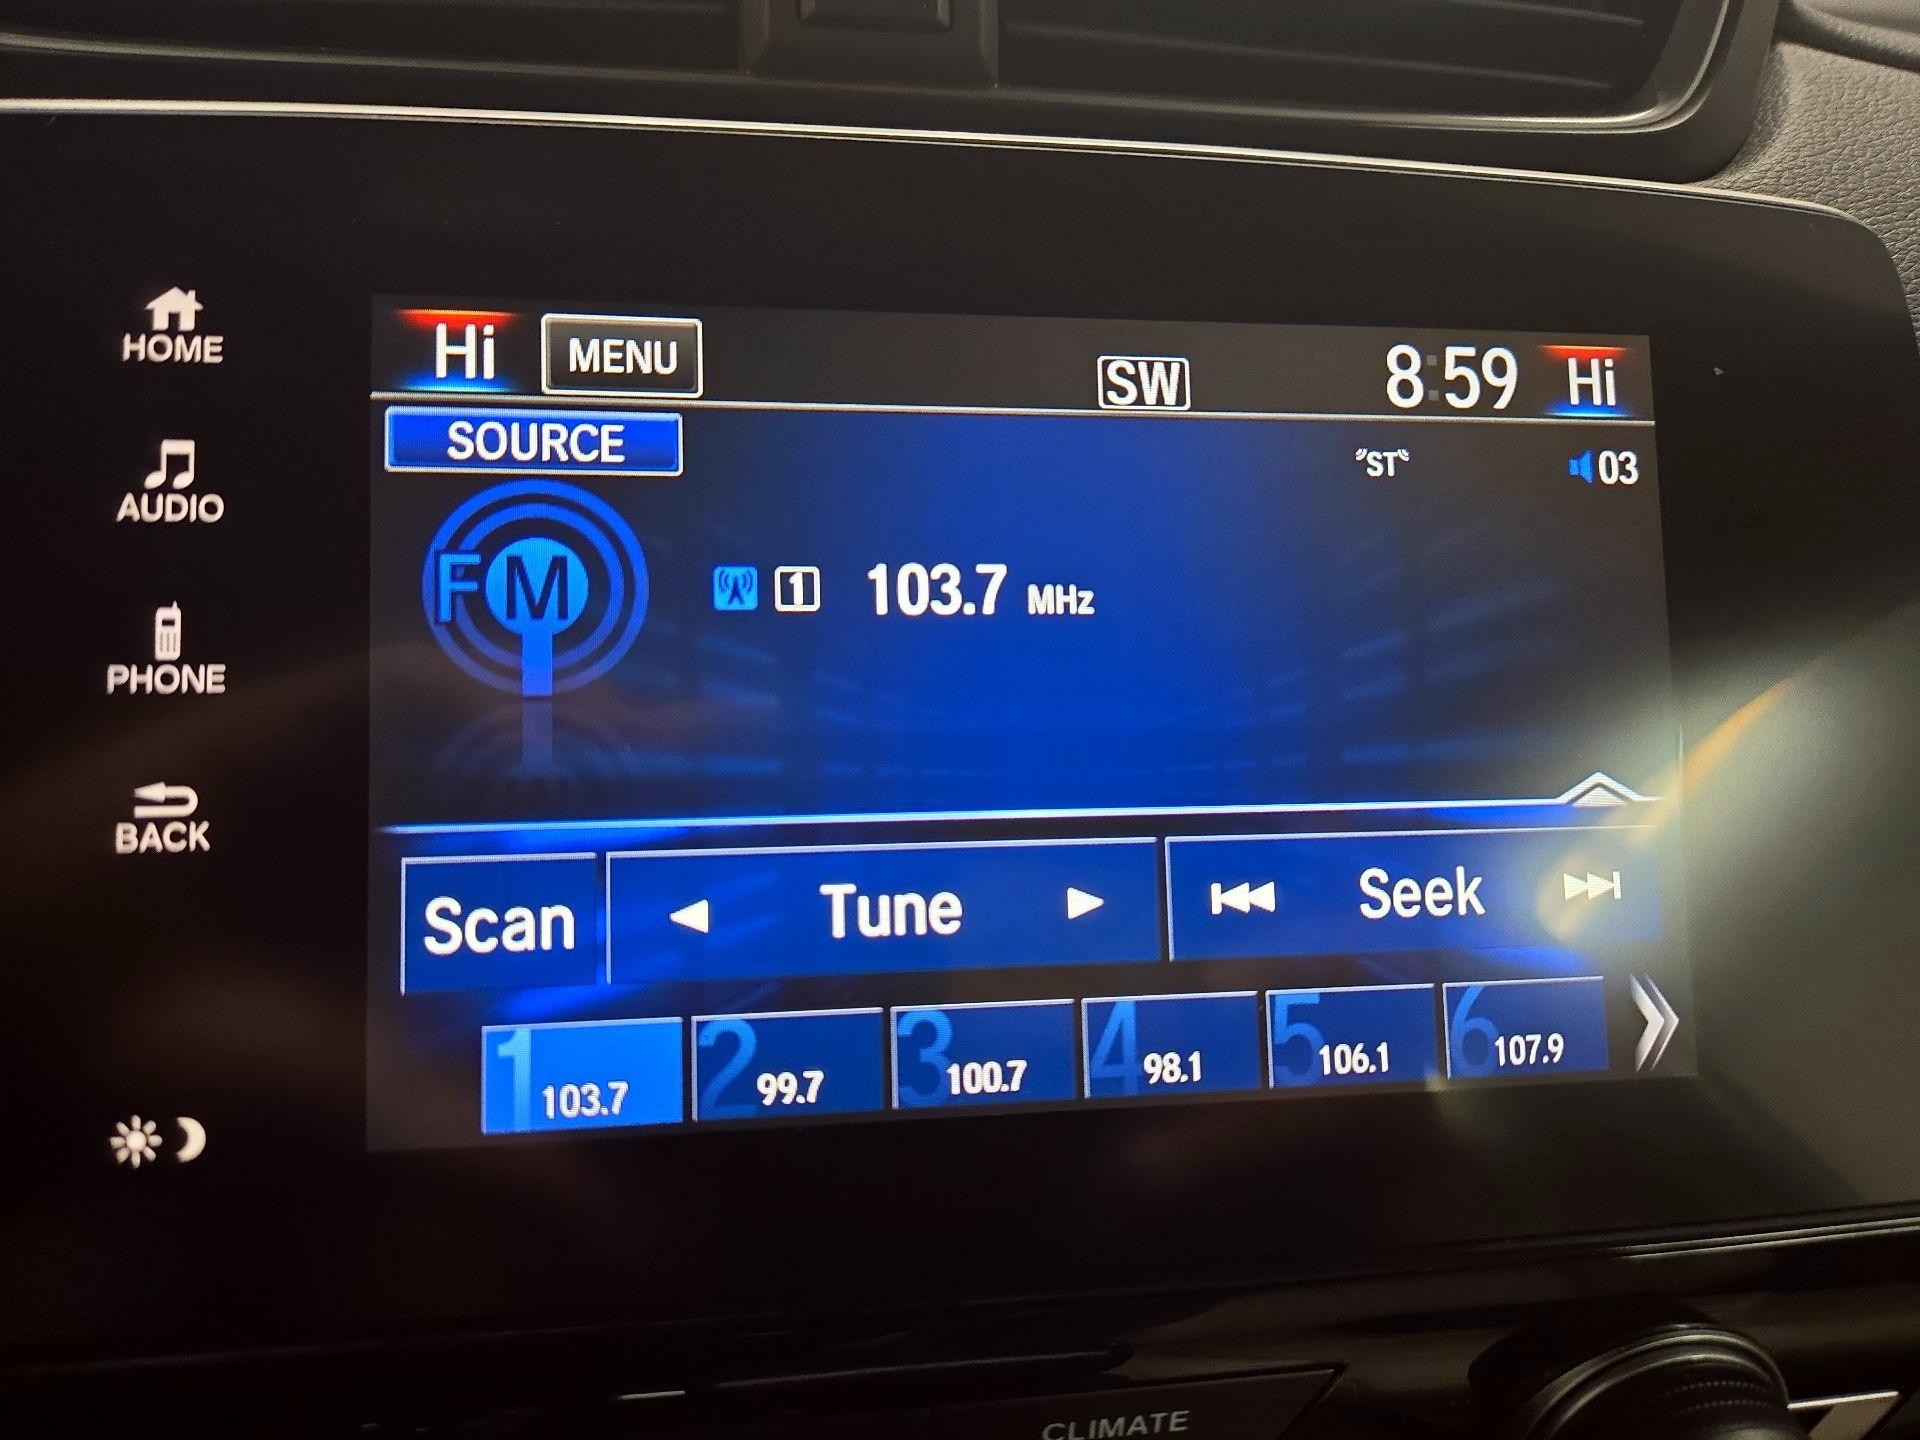 HOME
AUDIO
PHONE
BACK
Hi MENU SW 8:59 Hi
SOURCE
ST 03
FM 1 103.7 MHz
Scan Tune Seek
1 103.7 2 99.7 3 100.7 4 98.1 5 106.1 6 107.9
CLIMATE